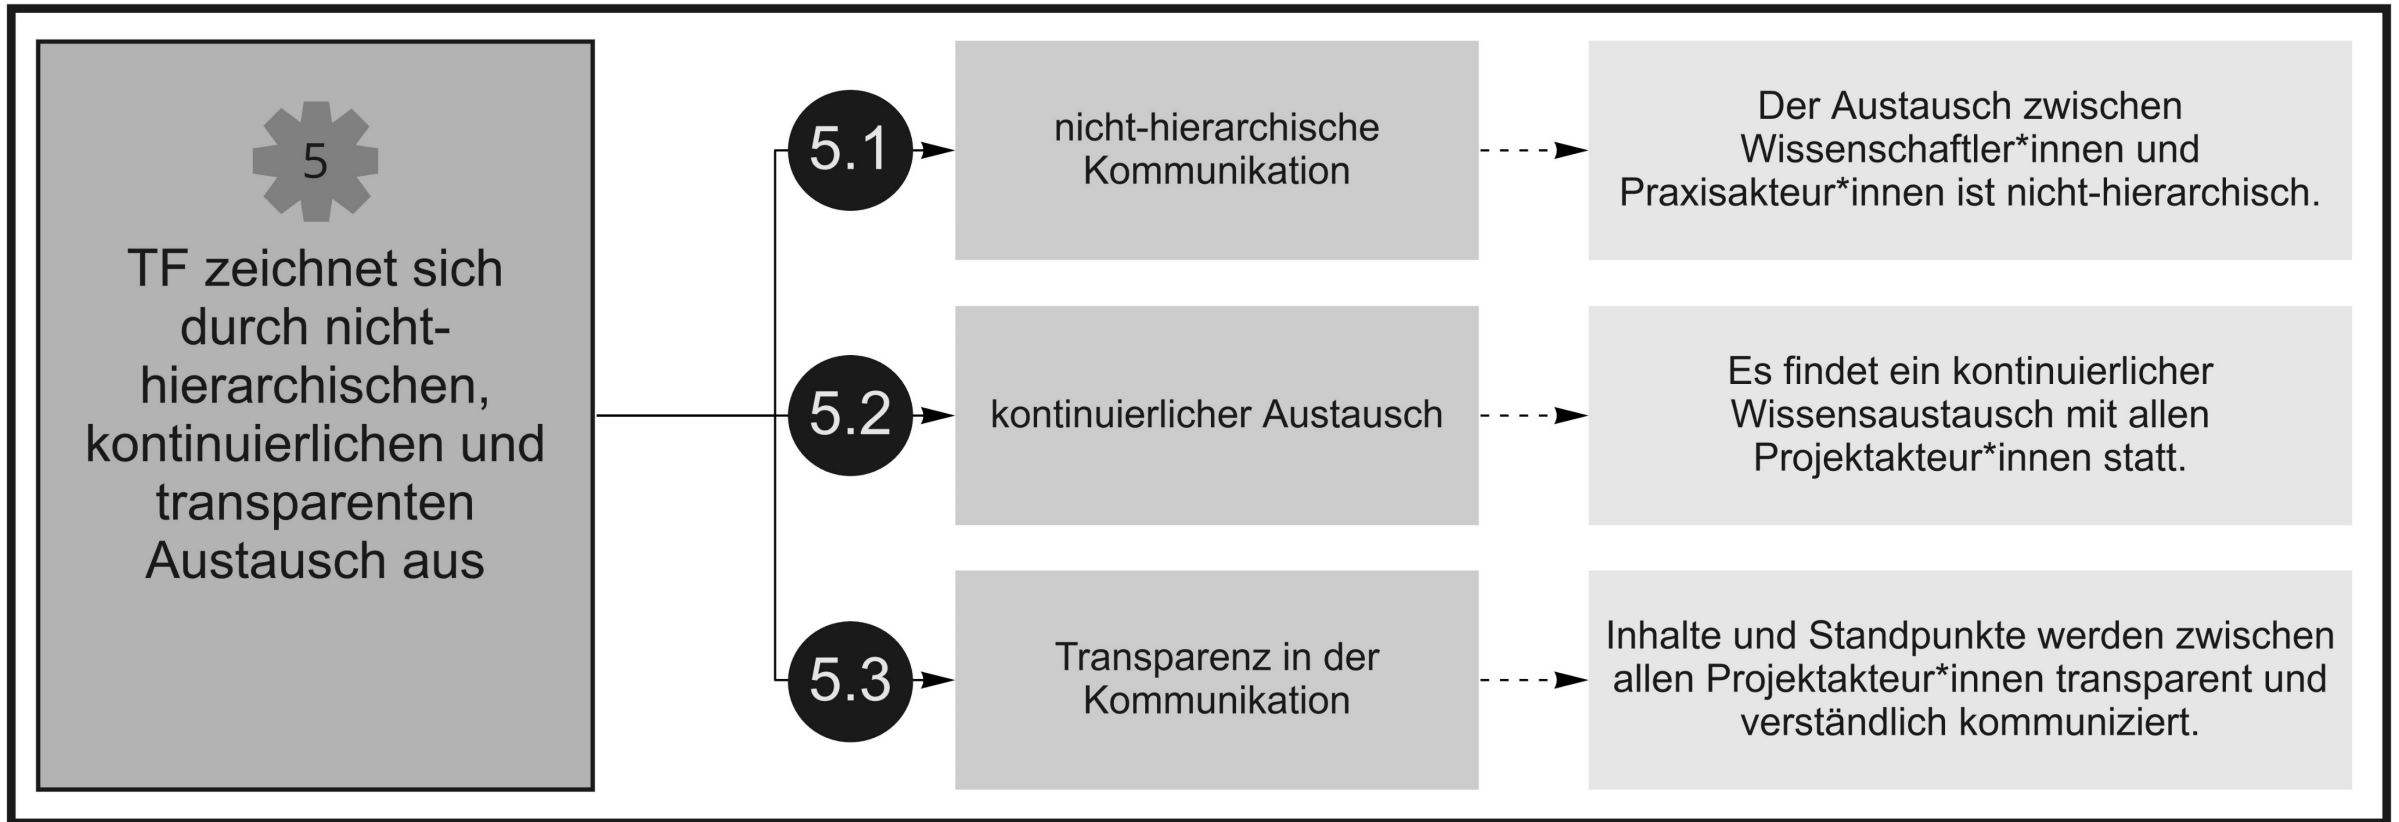 5
TF zeichnet sich
durch nicht-
hierarchischen,
kontinuierlichen und
transparenten
Austausch aus
5.1
nicht-hierarchische
Kommunikation
Der Austausch zwischen
Wissenschaftler*innen und
Praxisakteur*innen ist nicht-hierarchisch.
5.2
kontinuierlicher Austausch
Es findet ein kontinuierlicher
Wissensaustausch mit allen
Projektakteur*innen statt.
5.3
Transparenz in der
Kommunikation
Inhalte und Standpunkte werden zwischen
allen Projektakteur*innen transparent und
verständlich kommuniziert.